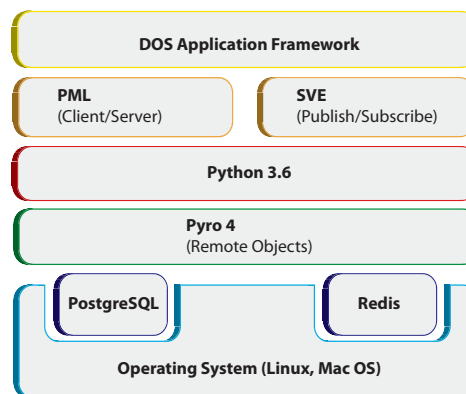 DOS Application Framework
PML
(Client/Server)
SVE
(Publish/Subscribe)
Python 3.6
Pyro 4
(Remote Objects)
PostgreSQL
Redis
Operating System (Linux, Mac OS)